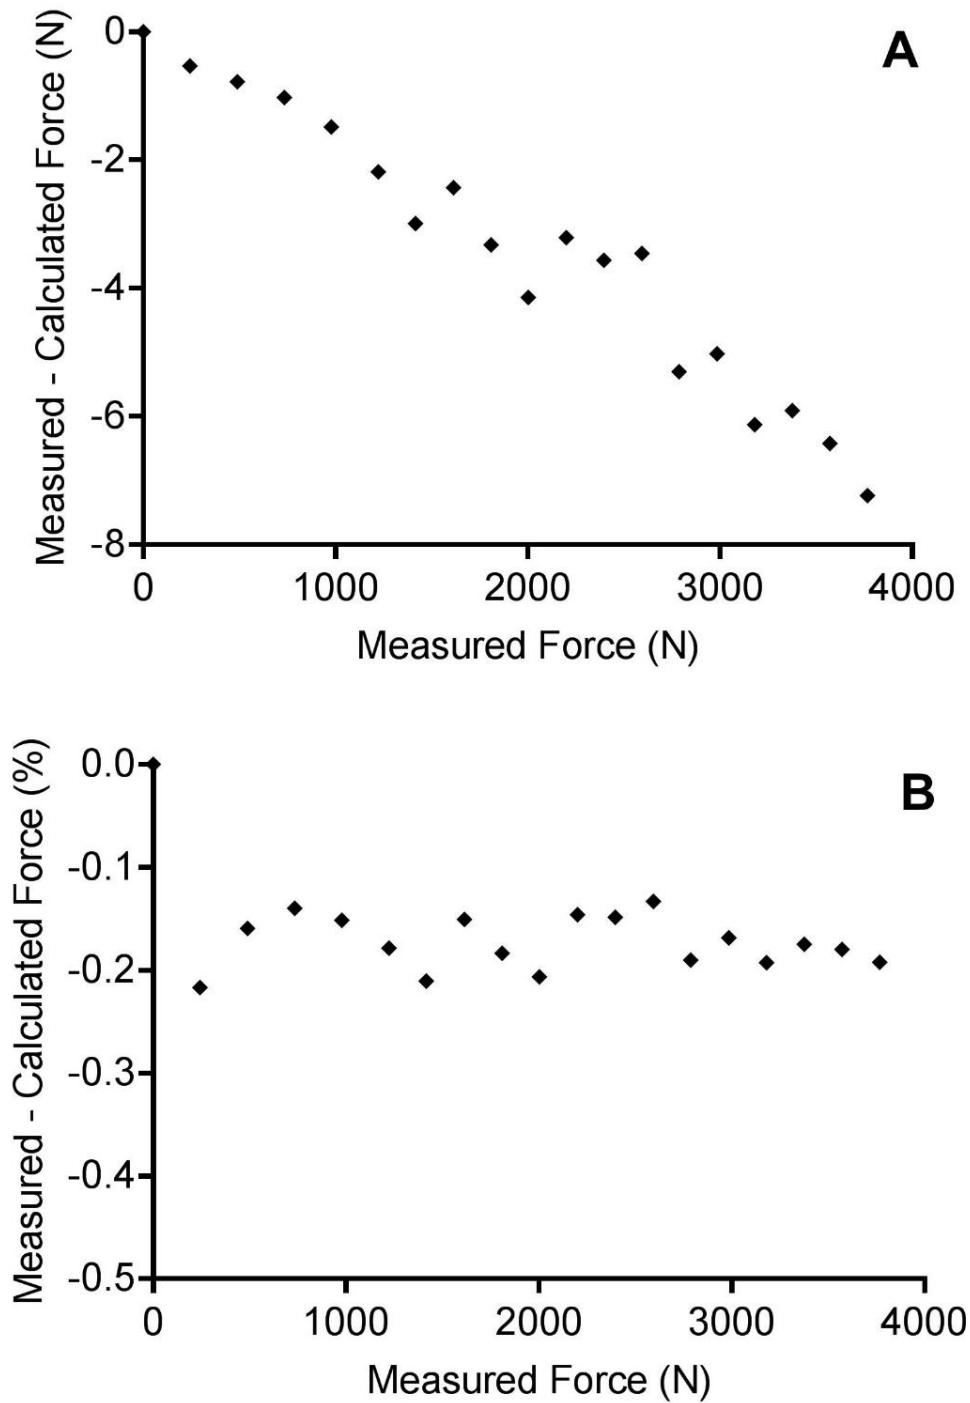 A
Measured - Calculated Force (N)
0
-2
-4
-6
-8
0 1000 2000 3000 4000
Measured Force (N)
B
Measured - Calculated Force (%)
0.0
-0.1
-0.2
-0.3
-0.4
-0.5
0 1000 2000 3000 4000
Measured Force (N)